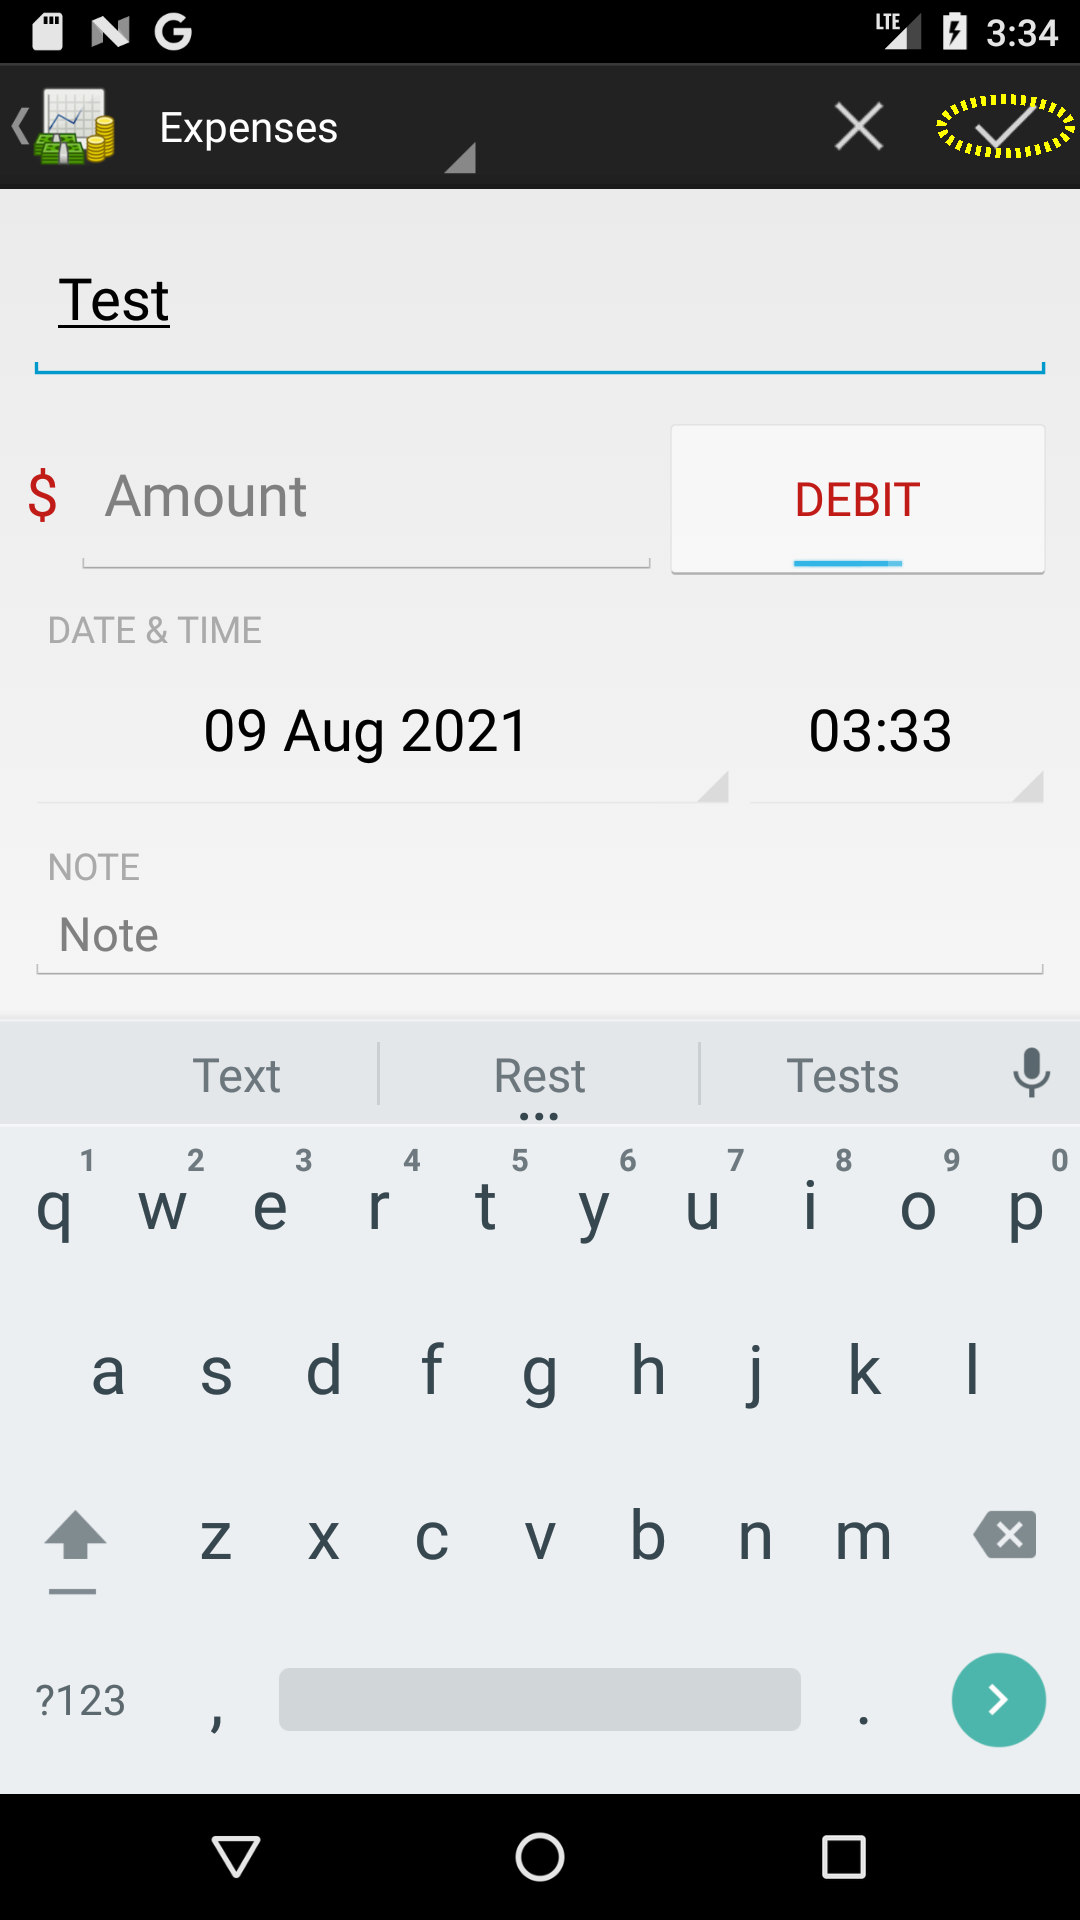 LTE 3:34
Expenses
Test
$ Amount DEBIT
DATE & TIME
09 Aug 2021 03:33
NOTE
Note
Text Rest Tests
1 2 3 4 5 6 7 8 9 0
q w e r t y u i o p
a s d f g h j k l
z x c v b n m
?123 , .